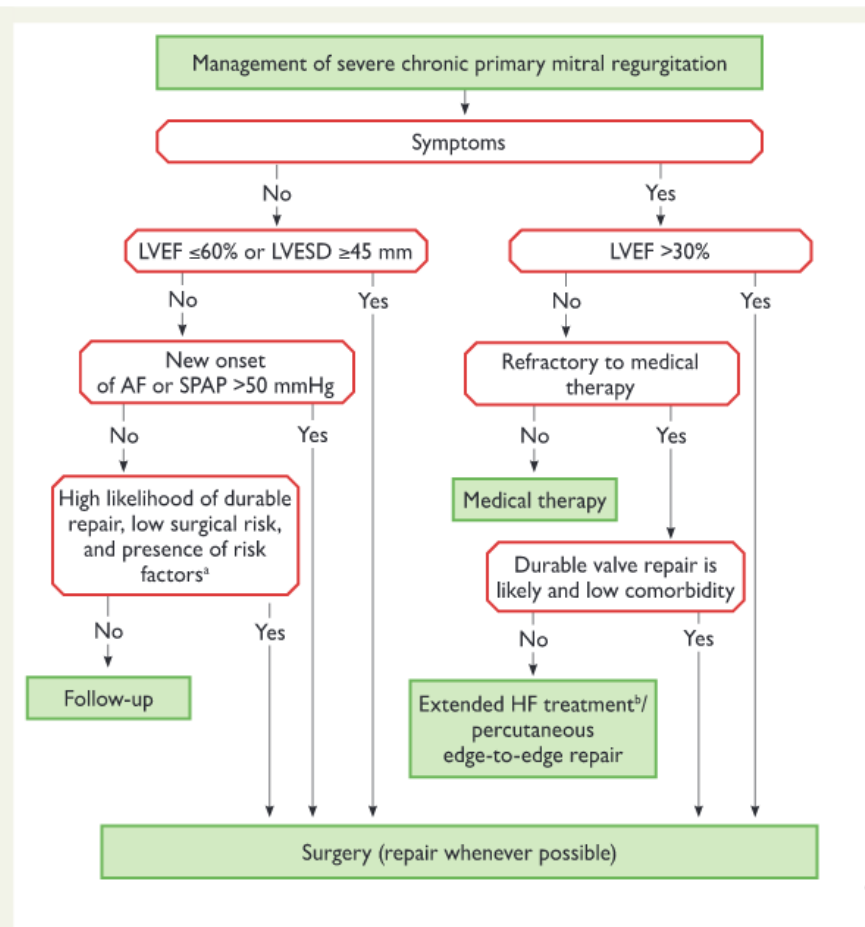 Management of severe chronic primary mitral regurgitation
Symptoms
No
Yes
LVEF ≤60% or LVESD ≥45 mm
LVEF >30%
No
Yes
No
Yes
New onset
of AF or SPAP >50 mmHg
Refractory to medical
therapy
No
Yes
No
Yes
High likelihood of durable
repair, low surgical risk,
and presence of risk
factorsᵃ
Medical therapy
Durable valve repair is
likely and low comorbidity
No
Yes
No
Yes
Follow-up
Extended HF treatmentᵇ/
percutaneous
edge-to-edge repair
Surgery (repair whenever possible)